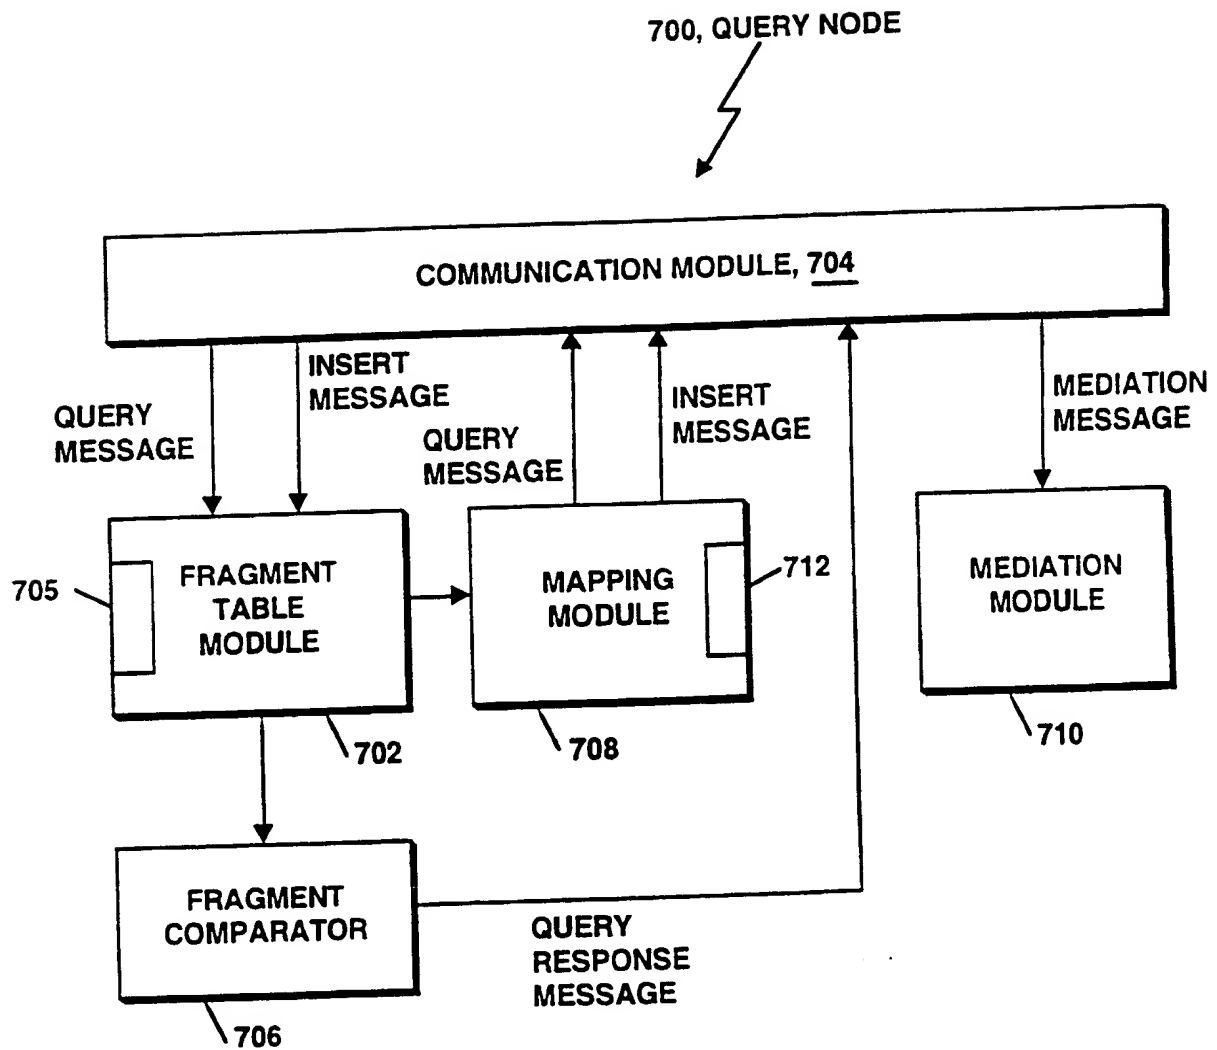 700, QUERY NODE
COMMUNICATION MODULE, 704
INSERT
MESSAGE
QUERY
MESSAGE
QUERY
MESSAGE
INSERT
MESSAGE
MEDIATION
MESSAGE
705
FRAGMENT
TABLE
MODULE
702
MAPPING
MODULE
712
708
MEDIATION
MODULE
710
FRAGMENT
COMPARATOR
706
QUERY
RESPONSE
MESSAGE